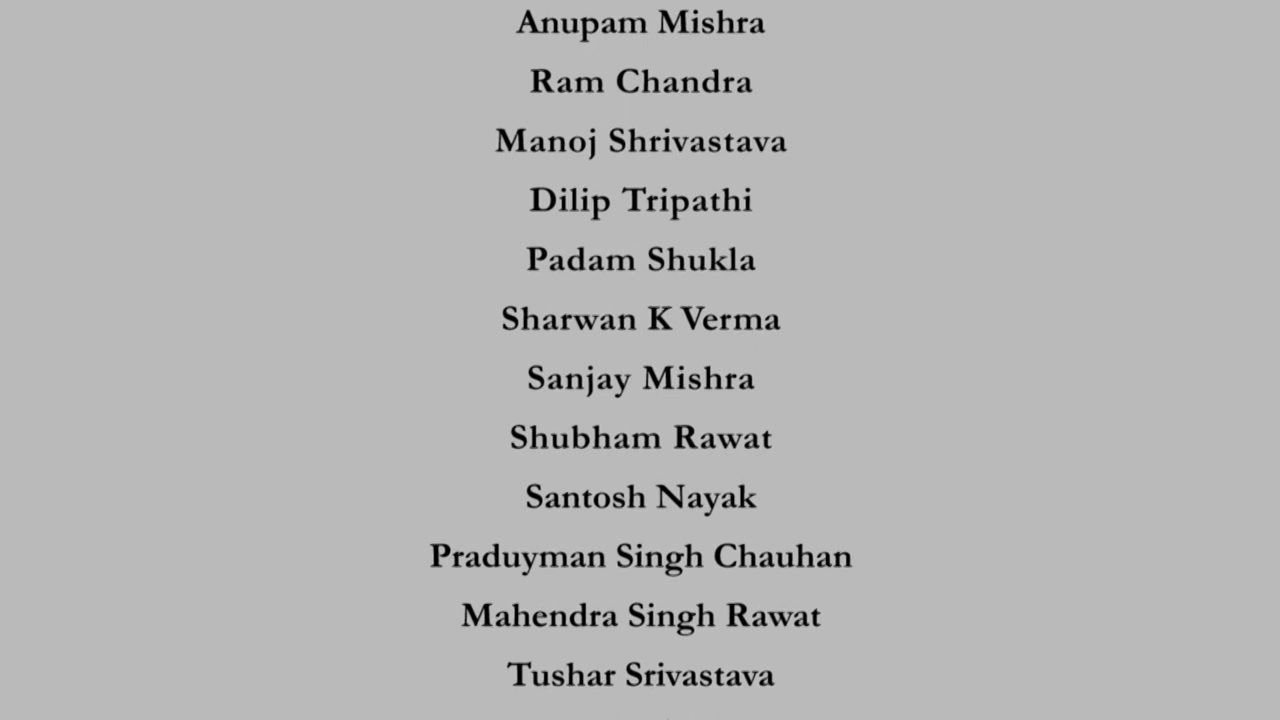 Anupam Mishra
Ram Chandra
Manoj Shrivastava
Dilip Tripathi
Padam Shukla
Sharwan K Verma
Sanjay Mishra
Shubham Rawat
Santosh Nayak
Praduyman Singh Chauhan
Mahendra Singh Rawat
Tushar Srivastava